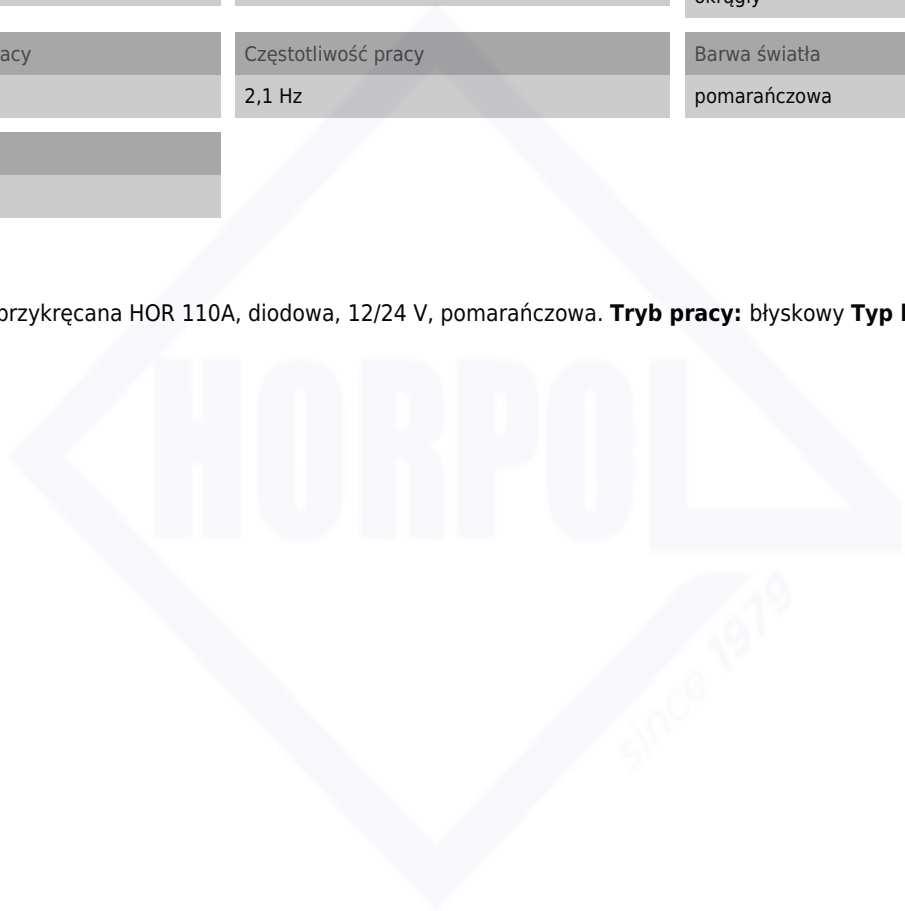 acy Częstotliwość pracy Barwa światła
2,1 Hz pomarańczowa
przykręcana HOR 110A, diodowa, 12/24 V, pomarańczowa. Tryb pracy: błyskowy Typ
HORPOL
since 1979